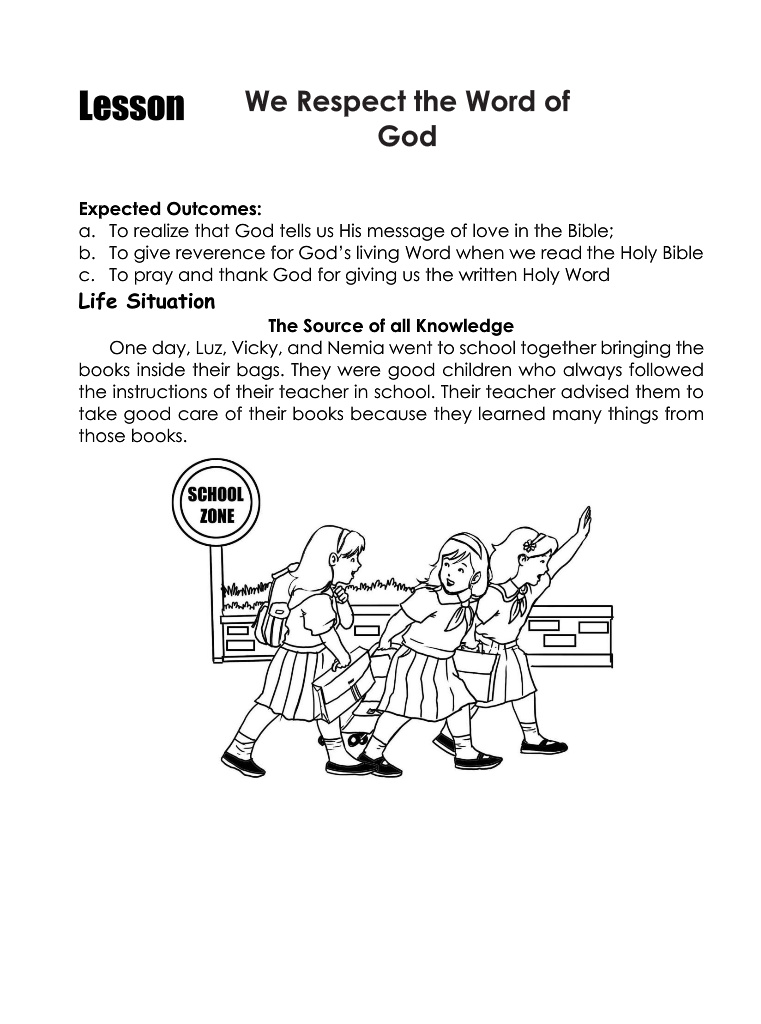 Lesson
We Respect the Word of
God
Expected Outcomes:
a. To realize that God tells us His message of love in the Bible;
b. To give reverence for God’s living Word when we read the Holy Bible
c. To pray and thank God for giving us the written Holy Word
Life Situation
The Source of all Knowledge
One day, Luz, Vicky, and Nemia went to school together bringing the
books inside their bags. They were good children who always followed
the instructions of their teacher in school. Their teacher advised them to
take good care of their books because they learned many things from
those books.
SCHOOL
ZONE